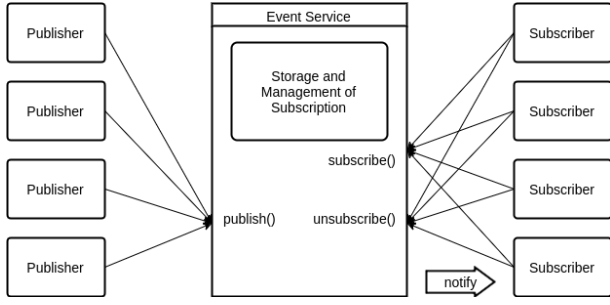 Publisher
Publisher
Publisher
Publisher
Event Service
Storage and
Management of
Subscription
subscribe()
publish()
unsubscribe()
Subscriber
Subscriber
Subscriber
Subscriber
notify